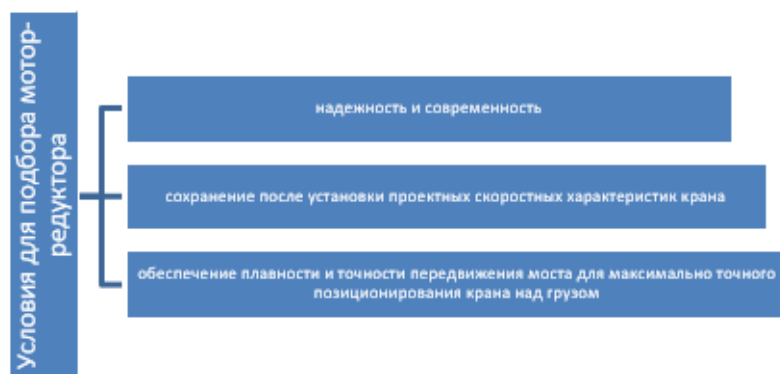 Условия для подбора мотор-
редуктора
надежность и современность
сохранение после установки проектных скоростных характеристик крана
обеспечение плавности и точности передвижения моста для максимально точного
позиционирования крана над грузом